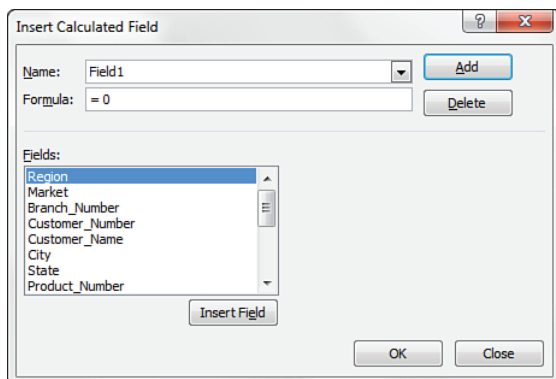 Insert Calculated Field
?
X
Name:
Field1
Add
Formula:
= 0
Delete
Fields:
Region
Market
Branch_Number
Customer_Number
Customer_Name
City
State
Product_Number
Insert Field
OK
Close